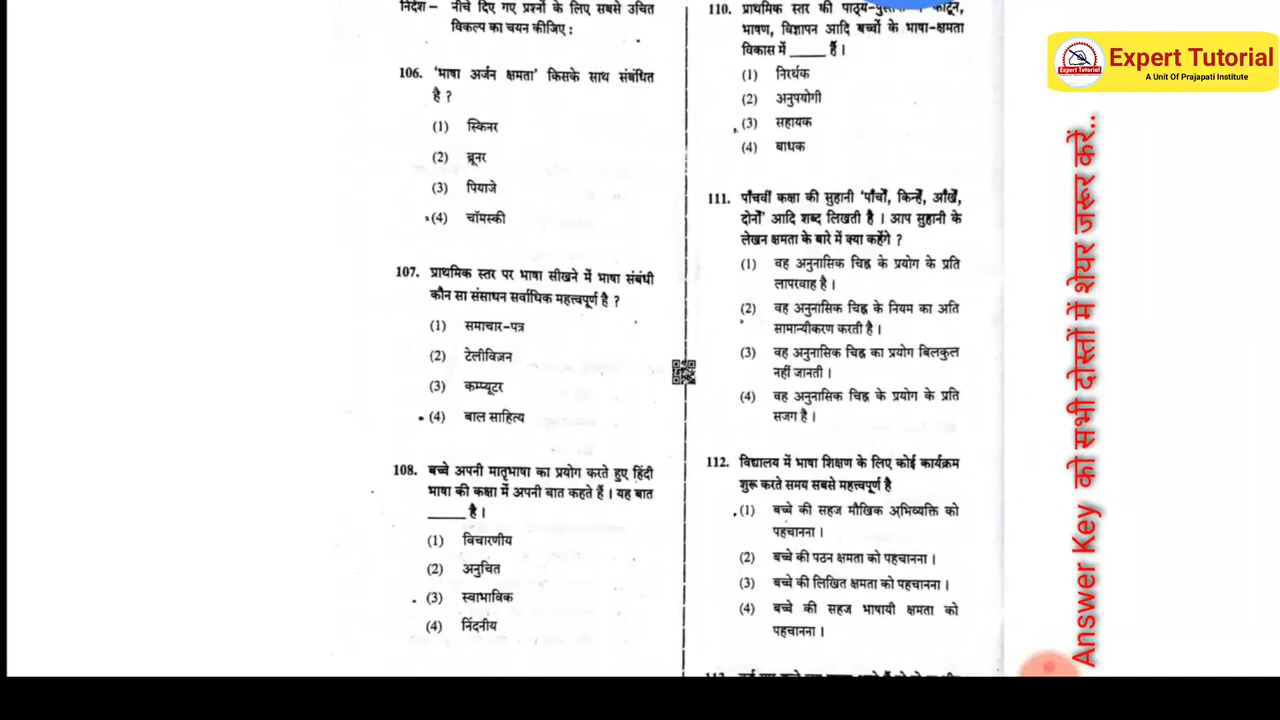 निर्देश – नीचे दिए गए प्रश्नों के लिए सबसे उचित
विकल्प का चयन कीजिए :
106. 'भाषा अर्जन क्षमता' किसके साथ संबंधित
है ?
(1) स्किनर
(2) ब्रूनर
(3) पियाजे
(4) चॉमस्की
107. प्राथमिक स्तर पर भाषा सीखने में भाषा संबंधी
कौन सा संसाधन सर्वाधिक महत्त्वपूर्ण है ?
(1) समाचार-पत्र
(2) टेलीविज़न
(3) कम्प्यूटर
(4) बाल साहित्य
108. बच्चे अपनी मातृभाषा का प्रयोग करते हुए हिंदी
भाषा की कक्षा में अपनी बात कहते हैं । यह बात
_____ है ।
(1) विचारणीय
(2) अनुचित
(3) स्वाभाविक
(4) निंदनीय
110. प्राथमिक स्तर की कार्टून,
भाषण, विज्ञापन आदि बच्चों के भाषा-क्षमता
विकास में _____ हैं ।
(1) निरर्थक
(2) अनुपयोगी
(3) सहायक
(4) बाधक
111. पाँचवीं कक्षा की सुहानी 'पाँचोँ, किन्हेँ, आँखेँ,
दोनोँ' आदि शब्द लिखती है । आप सुहानी के
लेखन क्षमता के बारे में क्या कहेंगे ?
(1) वह अनुनासिक चिह्न के प्रयोग के प्रति
लापरवाह है ।
(2) वह अनुनासिक चिह्न के नियम का अति
सामान्यीकरण करती है ।
(3) वह अनुनासिक चिह्न का प्रयोग बिलकुल
नहीं जानती ।
(4) वह अनुनासिक चिह्न के प्रयोग के प्रति
सजग है ।
112. विद्यालय में भाषा शिक्षण के लिए कोई कार्यक्रम
शुरू करते समय सबसे महत्त्वपूर्ण है
(1) बच्चे की सहज मौखिक अभिव्यक्ति को
पहचानना ।
(2) बच्चे की पठन क्षमता को पहचानना ।
(3) बच्चे की लिखित क्षमता को पहचानना ।
(4) बच्चे की सहज भाषायी क्षमता को
पहचानना ।
Expert Tutorial
A Unit Of Prajapati Institute
Expert Tutorial
Answer Key को सभी दोस्तों में शेयर जरूर करें..